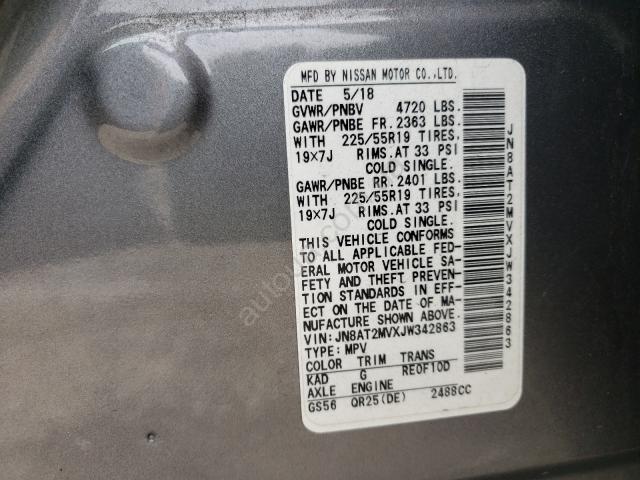 MFD BY NISSAN MOTOR CO.,LTD.
DATE 5/18
GVWR/PNBV 4720 LBS.
GAWR/PNBE FR.2363 LBS.
WITH 225/55R19 TIRES.
19X7J RIMS.AT 33 PSI
COLD SINGLE.
GAWR/PNBE RR.2401 LBS.
WITH 225/55R19 TIRES.
19X7J RIMS.AT 33 PSI
COLD SINGLE.
THIS VEHICLE CONFORMS
TO ALL APPLICABLE FED-
ERAL MOTOR VEHICLE SA-
FETY AND THEFT PREVEN-
TION STANDARDS IN EFF-
ECT ON THE DATE OF MA-
NUFACTURE SHOWN ABOVE.
VIN:JN8AT2MVXJW342863
TYPE:MPV
COLOR TRIM TRANS
KAD G RE0F10D
AXLE ENGINE
GS56 QR25(DE) 2488CC
JN8AT2MVXJW342863